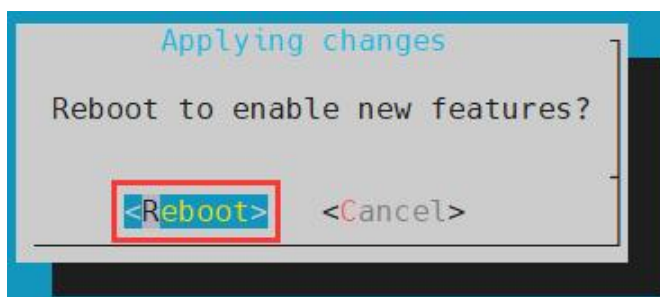 Applying changes
Reboot to enable new features?
<Reboot> <Cancel>